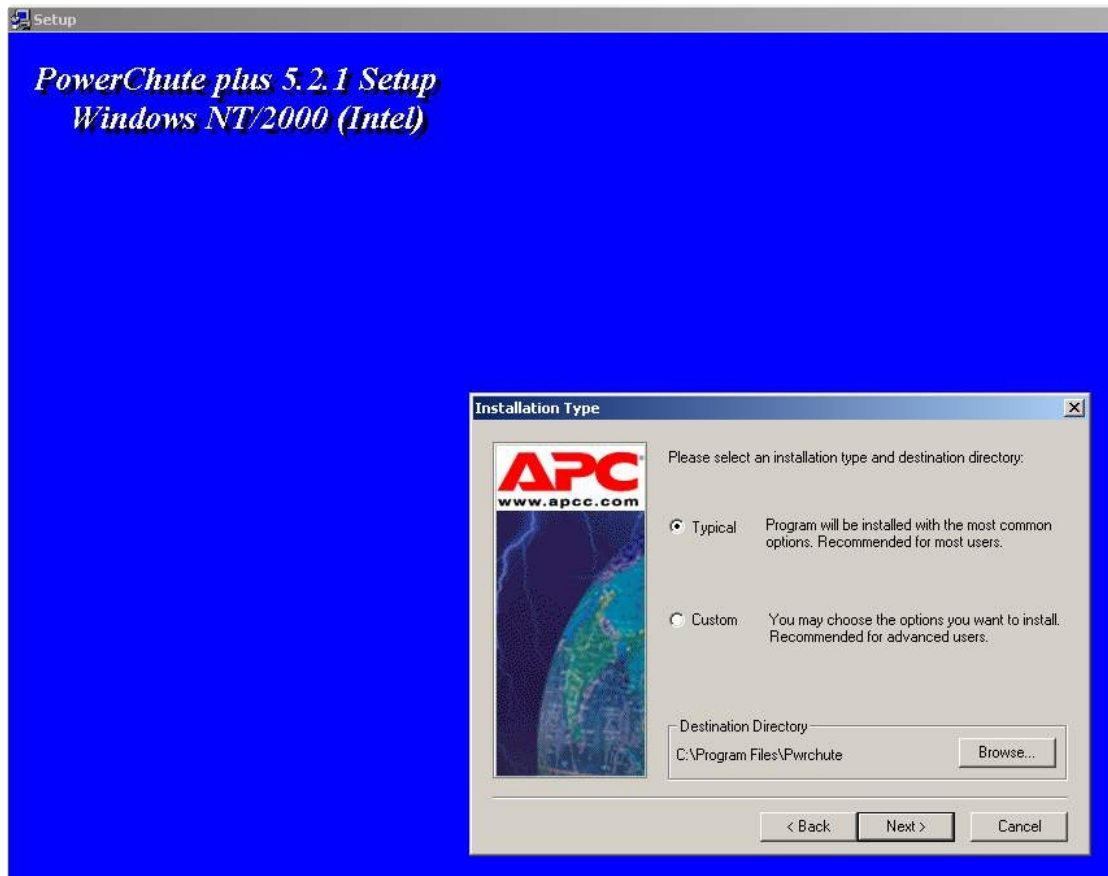 Setup
PowerChute plus 5.2.1 Setup
Windows NT/2000 (Intel)
Installation Type
APC
www.apcc.com
Please select an installation type and destination directory:
Typical
Program will be installed with the most common
options. Recommended for most users.
Custom
You may choose the options you want to install.
Recommended for advanced users.
Destination Directory
C:\Program Files\Pwrchute
Browse...
< Back
Next >
Cancel